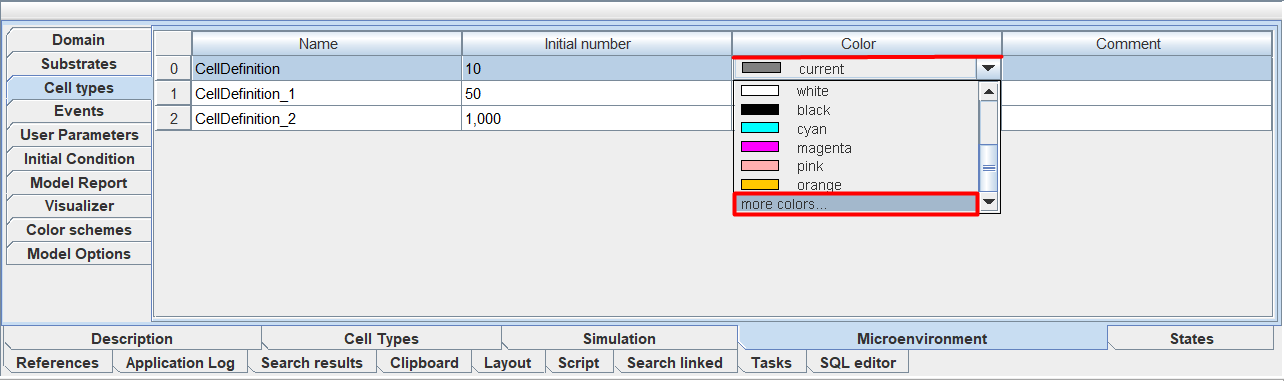 Domain
Substrates
Cell types
Events
User Parameters
Initial Condition
Model Report
Visualizer
Color schemes
Model Options
Name Initial number Color Comment
0 CellDefinition 10 current
1 CellDefinition_1 50
2 CellDefinition_2 1,000
white
black
cyan
magenta
pink
orange
more colors...
Description Cell Types Simulation Microenvironment States
References Application Log Search results Clipboard Layout Script Search linked Tasks SQL editor